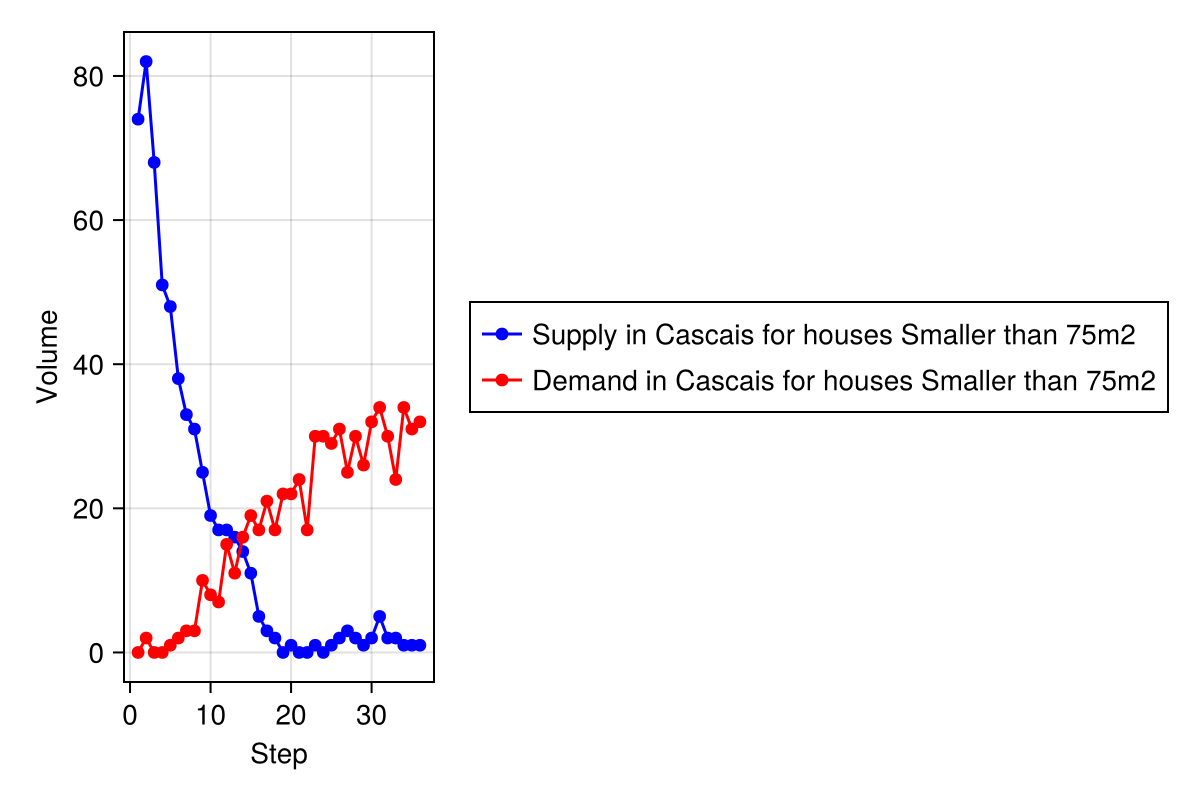 80
60
40
20
0
Volume
0 10 20 30
Step
Supply in Cascais for houses Smaller than 75m2
Demand in Cascais for houses Smaller than 75m2